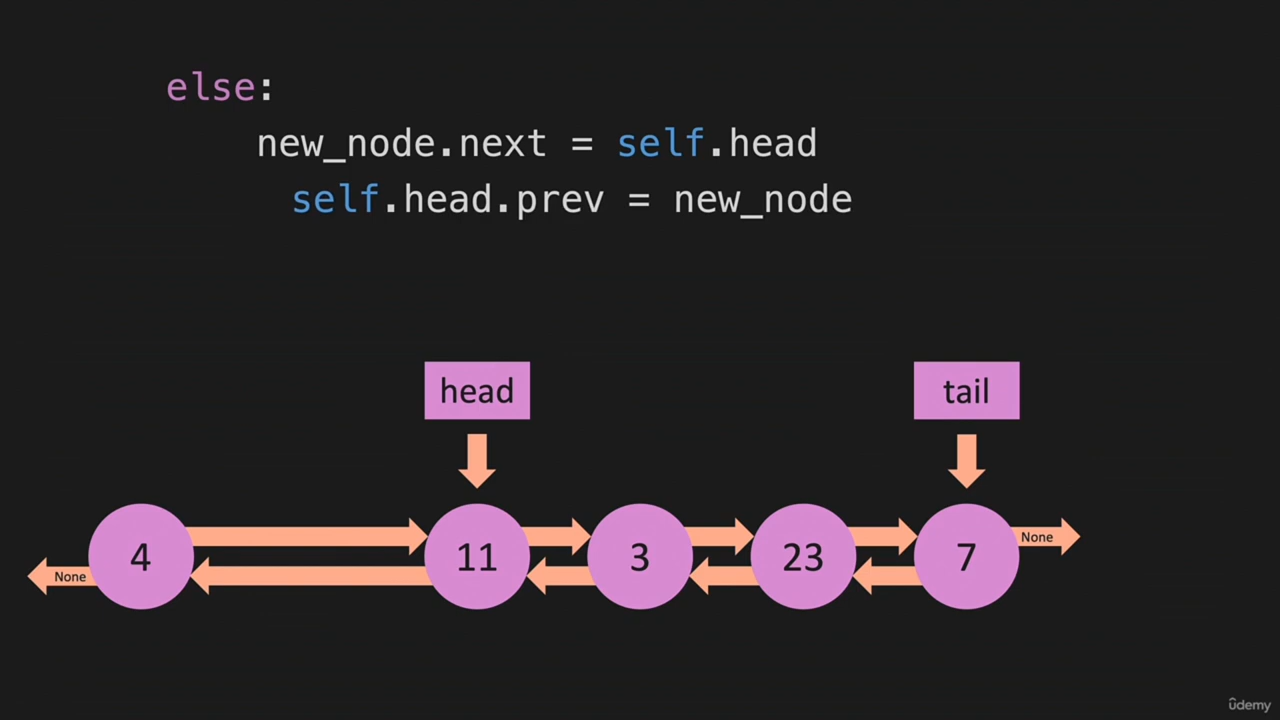 else:
new_node.next = self.head
self.head.prev = new_node
head
tail
4
11
3
23
7
None
None
ûdemy